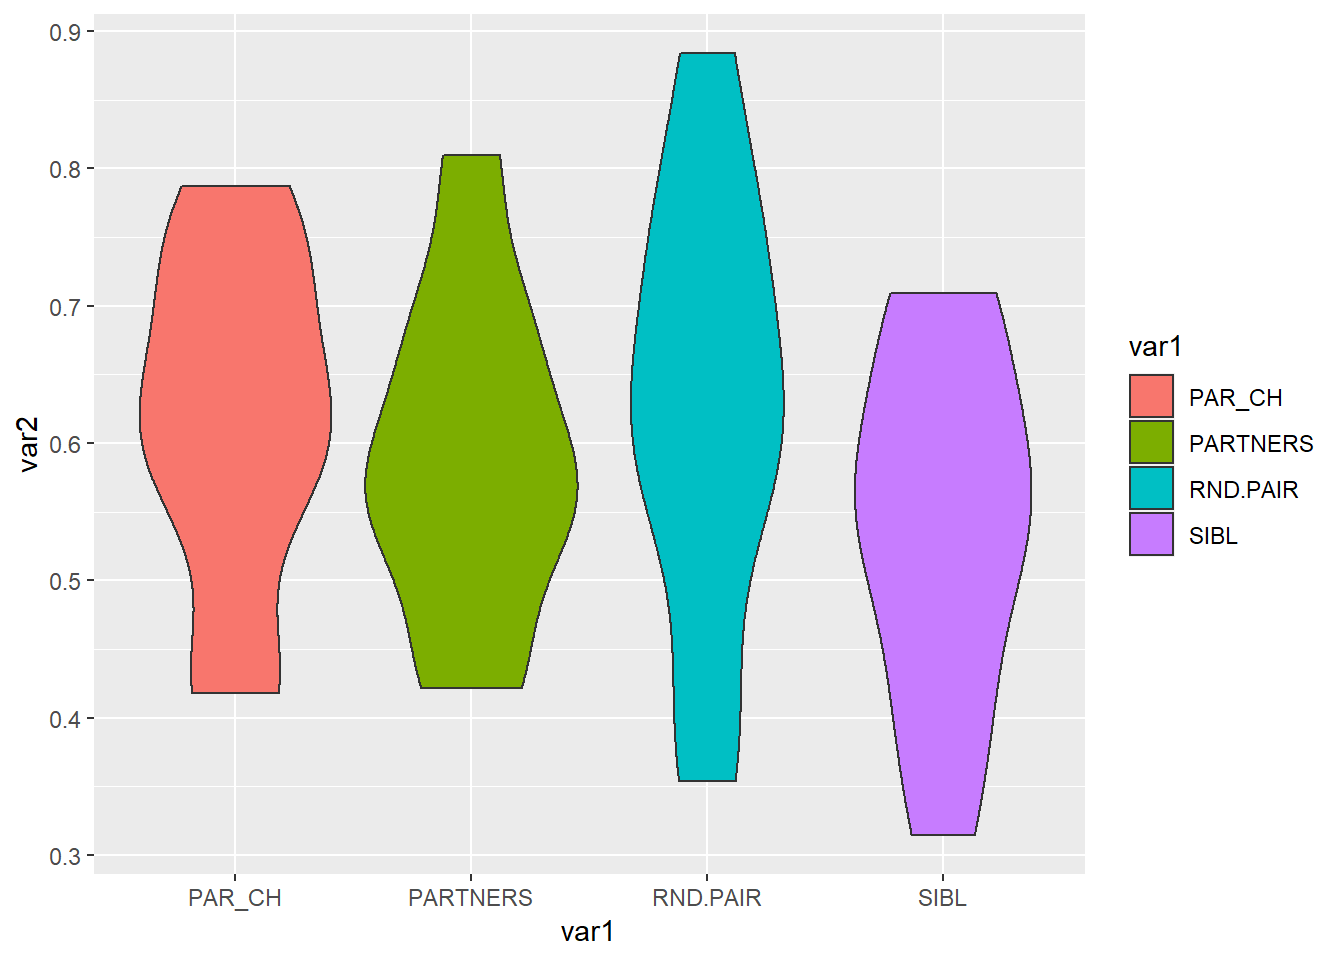 0.9
0.8
0.7
0.6
0.5
0.4
0.3
var2
PAR_CH
PARTNERS
RND.PAIR
SIBL
var1
var1
PAR_CH
PARTNERS
RND.PAIR
SIBL